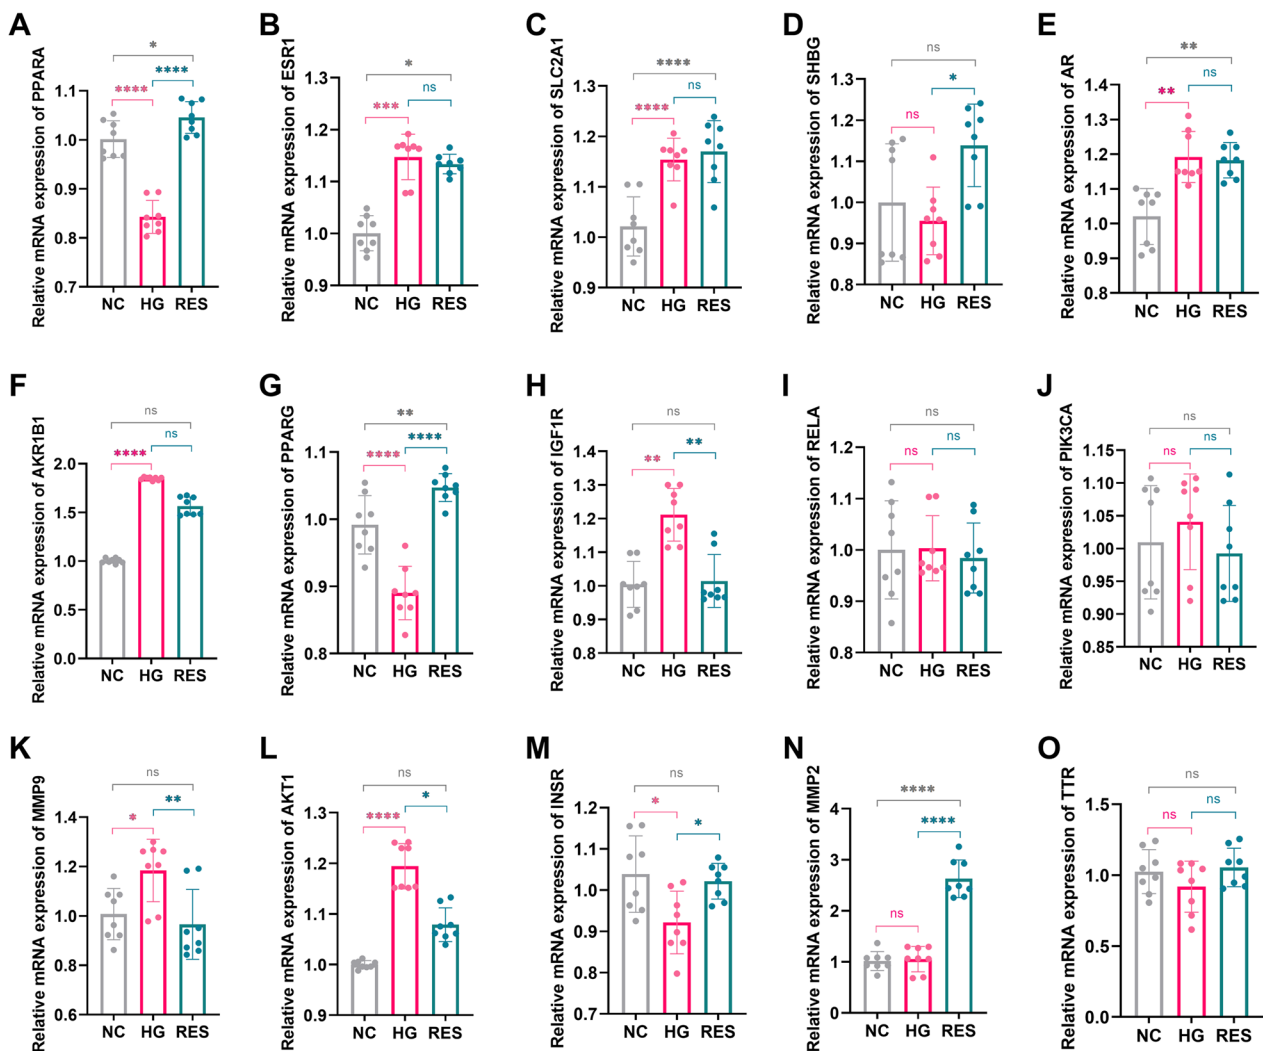 A
Relative mRNA expression of PPARA
*
****
****
1.1
1.0
0.9
0.8
0.7
NC HG RES
B
Relative mRNA expression of ESR1
*
***
ns
1.3
1.2
1.1
1.0
0.9
NC HG RES
C
Relative mRNA expression of SLC2A1
****
****
ns
1.3
1.2
1.1
1.0
0.9
NC HG RES
D
Relative mRNA expression of SHBG
ns
ns
*
1.3
1.2
1.1
1.0
0.9
0.8
NC HG RES
E
Relative mRNA expression of AR
**
**
ns
1.4
1.3
1.2
1.1
1.0
0.9
0.8
NC HG RES
F
Relative mRNA expression of AKR1B1
ns
****
ns
2.0
1.5
1.0
0.5
0.0
NC HG RES
G
Relative mRNA expression of PPARG
**
****
****
1.1
1.0
0.9
0.8
NC HG RES
H
Relative mRNA expression of IGF1R
ns
**
**
1.4
1.3
1.2
1.1
1.0
0.9
0.8
NC HG RES
I
Relative mRNA expression of RELA
ns
ns
ns
1.2
1.1
1.0
0.9
0.8
NC HG RES
J
Relative mRNA expression of PIK3CA
ns
ns
ns
1.15
1.10
1.05
1.00
0.95
0.90
0.85
NC HG RES
K
Relative mRNA expression of MMP9
ns
*
**
1.4
1.2
1.0
0.8
0.6
NC HG RES
L
Relative mRNA expression of AKT1
ns
****
*
1.3
1.2
1.1
1.0
0.9
NC HG RES
M
Relative mRNA expression of INSR
ns
*
*
1.2
1.1
1.0
0.9
0.8
0.7
NC HG RES
N
Relative mRNA expression of MMP2
****
ns
****
4
3
2
1
0
NC HG RES
O
Relative mRNA expression of TTR
ns
ns
ns
1.5
1.0
0.5
0.0
NC HG RES